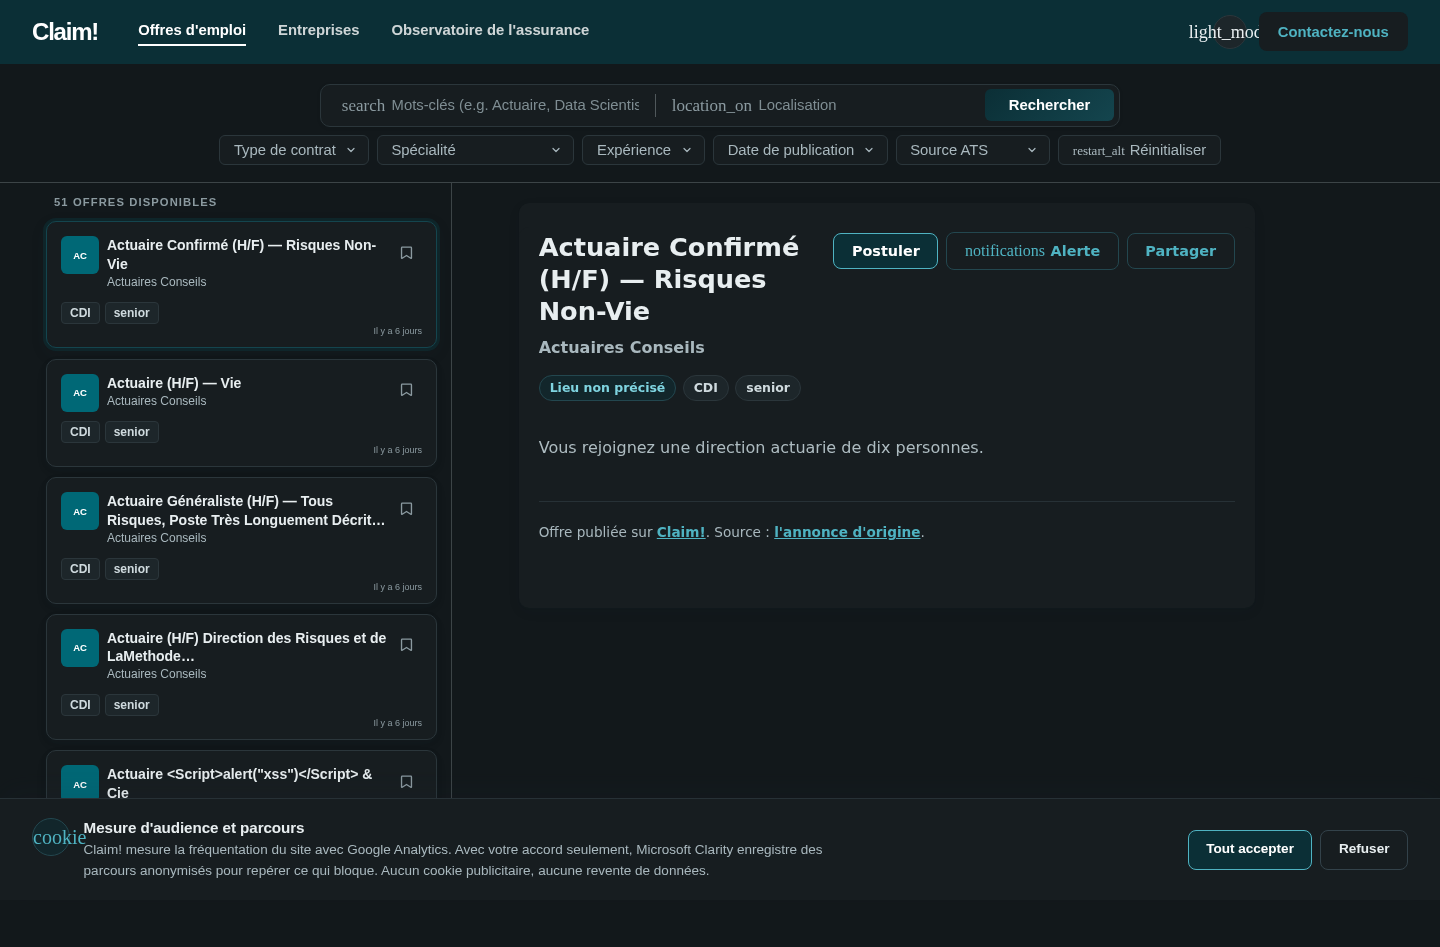 Claim!
Offres d'emploi
Entreprises
Observatoire de l'assurance
Contactez-nous
search Mots-clés (e.g. Actuaire, Data Scientis
location_on Localisation
Rechercher
Type de contrat
Spécialité
Expérience
Date de publication
Source ATS
restart_alt Réinitialiser
51 OFFRES DISPONIBLES
AC
Actuaire Confirmé (H/F) — Risques Non-
Vie
Actuaires Conseils
CDI senior
Il y a 6 jours
AC
Actuaire (H/F) — Vie
Actuaires Conseils
CDI senior
Il y a 6 jours
AC
Actuaire Généraliste (H/F) — Tous
Risques, Poste Très Longuement Décrit…
Actuaires Conseils
CDI senior
Il y a 6 jours
AC
Actuaire (H/F) Direction des Risques et de
LaMethode…
Actuaires Conseils
CDI senior
Il y a 6 jours
AC
Actuaire <Script>alert("xss")</Script> &
Cie
Actuaire Confirmé
(H/F) — Risques
Non-Vie
Postuler
notifications Alerte
Partager
Actuaires Conseils
Lieu non précisé CDI senior
Vous rejoignez une direction actuarie de dix personnes.
Offre publiée sur Claim!. Source : l'annonce d'origine.
cookie
Mesure d'audience et parcours
Claim! mesure la fréquentation du site avec Google Analytics. Avec votre accord seulement, Microsoft Clarity enregistre des
parcours anonymisés pour repérer ce qui bloque. Aucun cookie publicitaire, aucune revente de données.
Tout accepter
Refuser